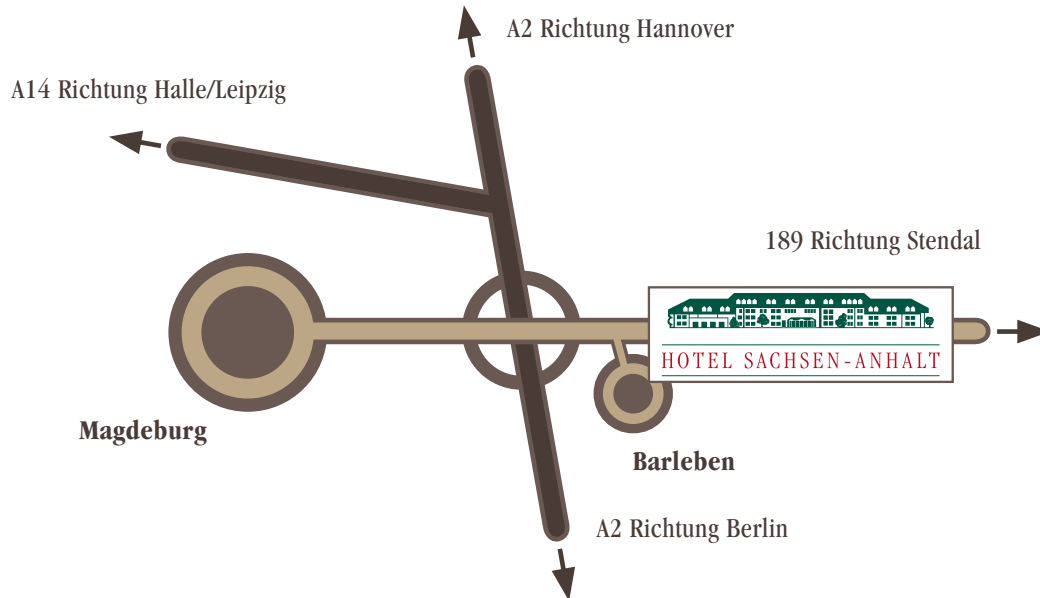 A2 Richtung Hannover
A14 Richtung Halle/Leipzig
189 Richtung Stendal
HOTEL SACHSEN-ANHALT
Magdeburg
Barleben
A2 Richtung Berlin